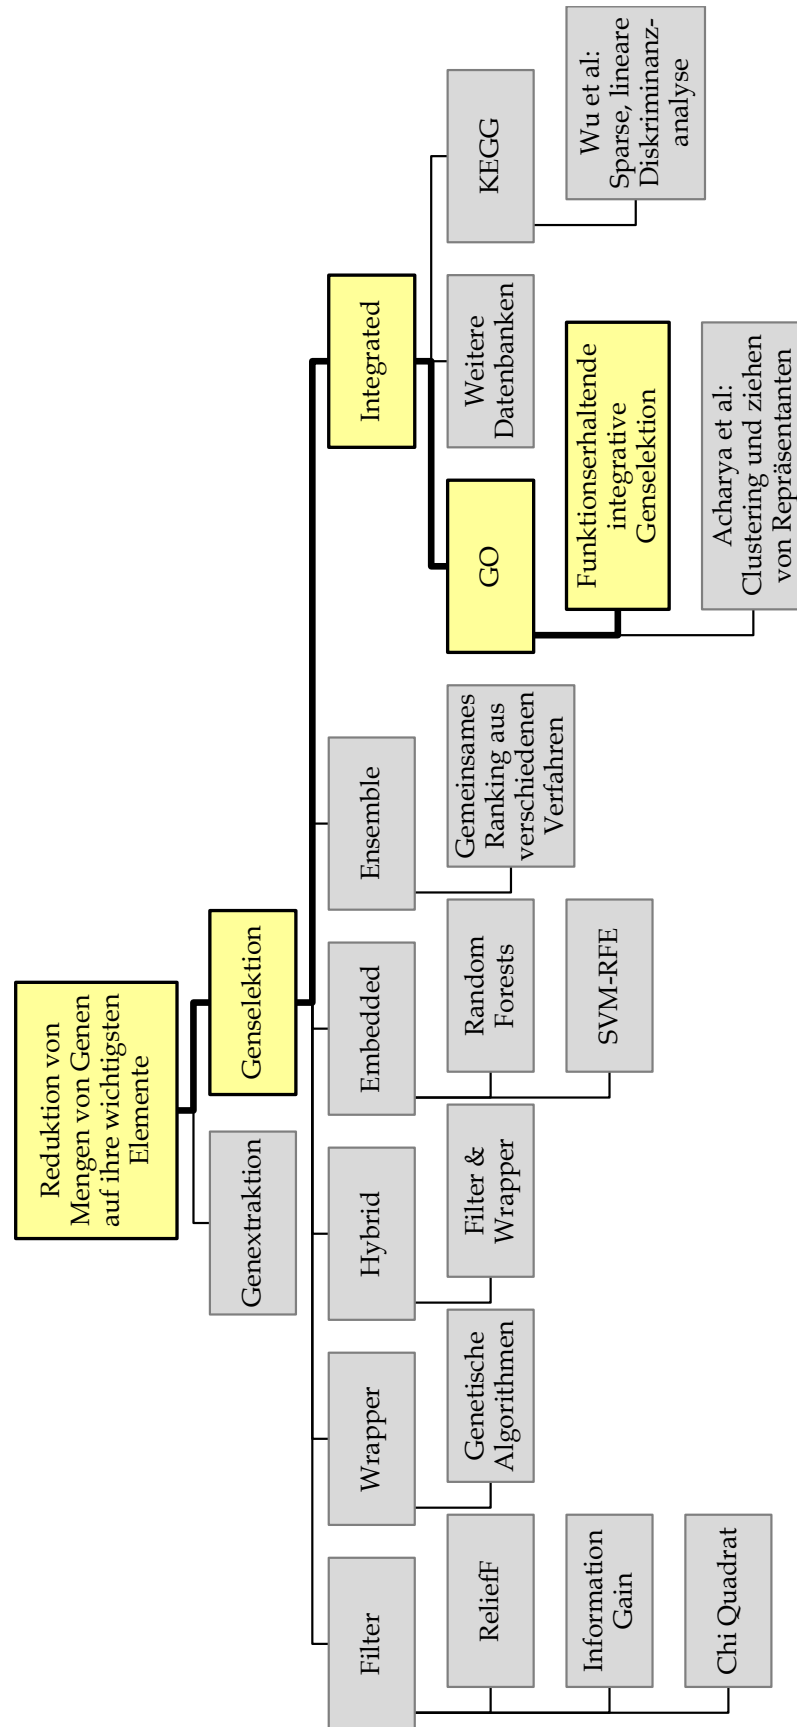 Reduktion von
Mengen von Genen
auf ihre wichtigsten
Elemente
Genextraktion
Genselektion
Filter
ReliefF
Information
Gain
Chi Quadrat
Wrapper
Genetische
Algorithmen
Hybrid
Filter &
Wrapper
Embedded
Random
Forests
SVM-RFE
Ensemble
Gemeinsames
Ranking aus
verschiedenen
Verfahren
Integrated
GO
Funktionserhaltende
integrative
Genselektion
Acharya et al:
Clustering und ziehen
von Repräsentanten
Weitere
Datenbanken
KEGG
Wu et al:
Sparse, lineare
Diskriminanz-
analyse